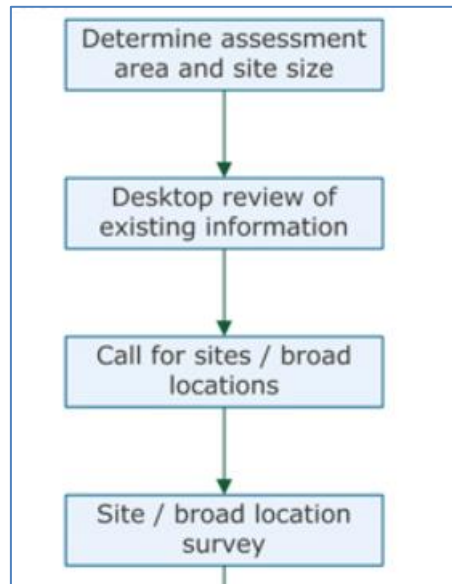 Determine assessment
area and site size
Desktop review of
existing information
Call for sites / broad
locations
Site / broad location
survey